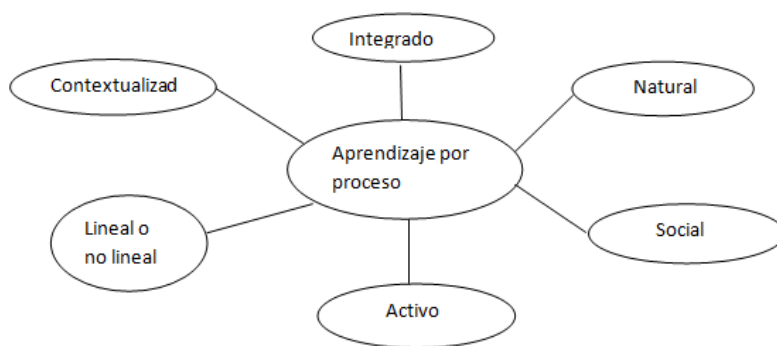 Integrado
Contextualizad
Natural
Aprendizaje por
proceso
Lineal o
no lineal
Social
Activo